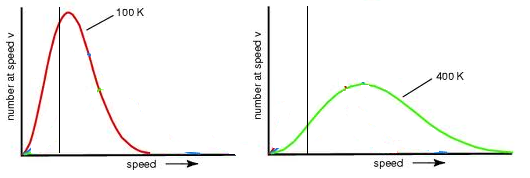 number at speed v
100 K
speed
number at speed v
400 K
speed